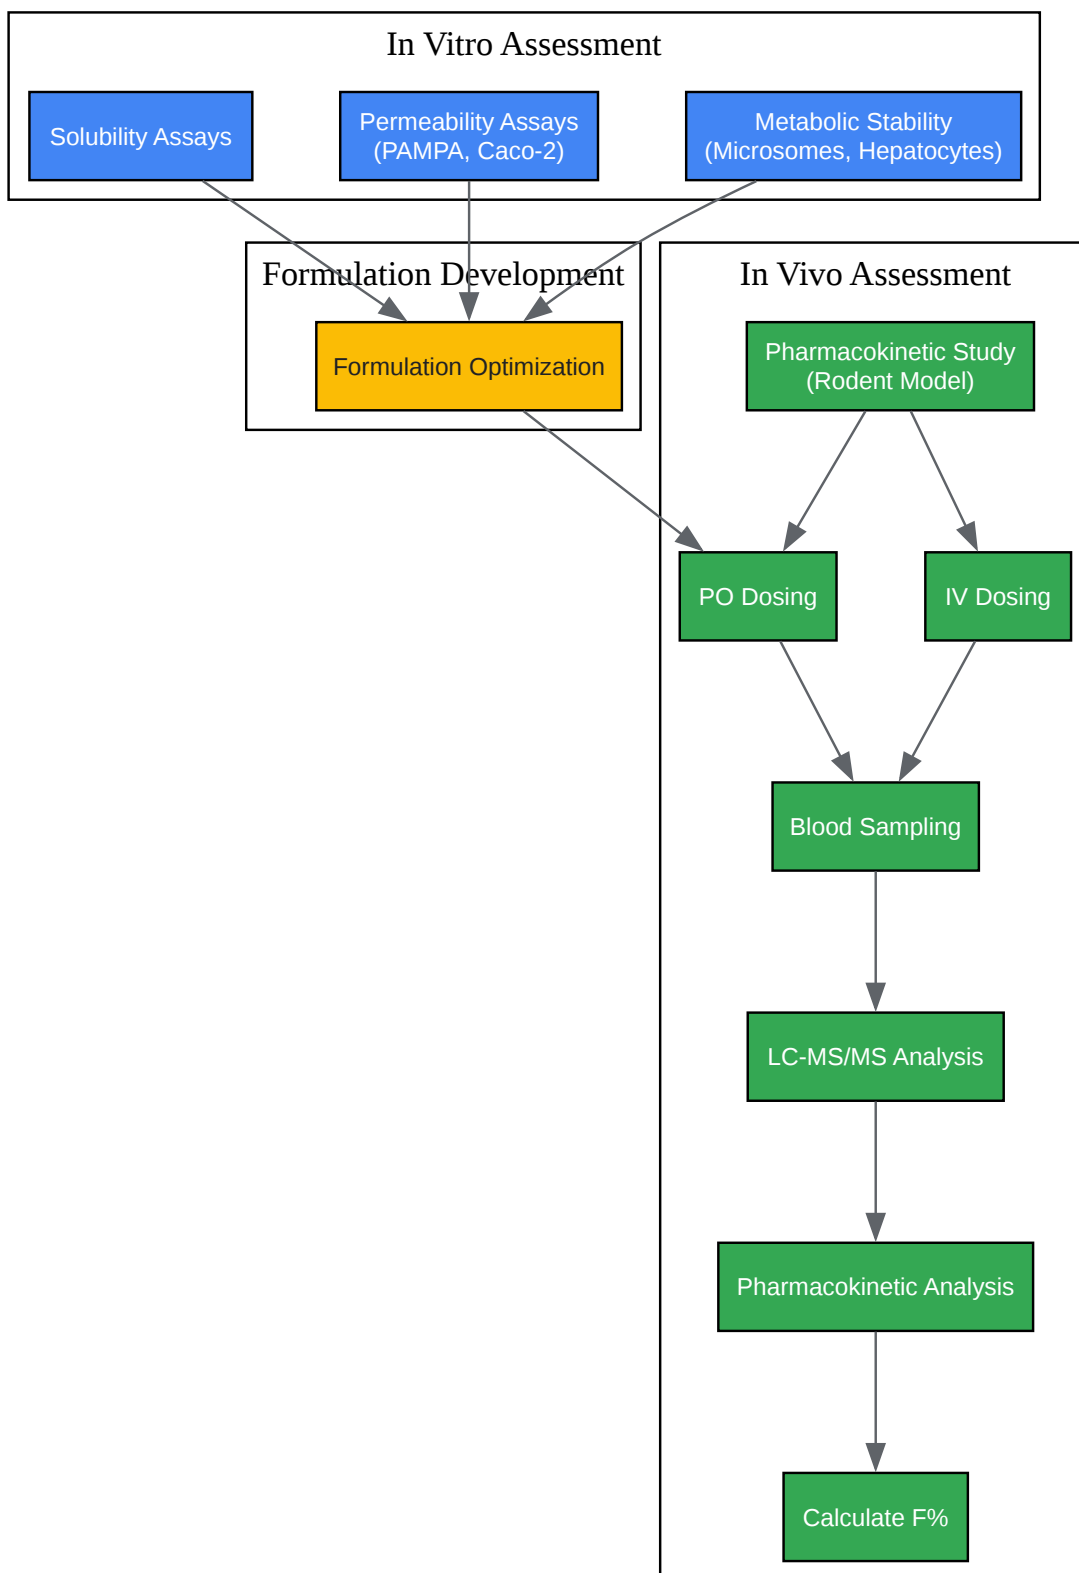 In Vitro Assessment
Solubility Assays
Permeability Assays
(PAMPA, Caco-2)
Metabolic Stability
(Microsomes, Hepatocytes)
Formulation Development
Formulation Optimization
In Vivo Assessment
Pharmacokinetic Study
(Rodent Model)
PO Dosing
IV Dosing
Blood Sampling
LC-MS/MS Analysis
Pharmacokinetic Analysis
Calculate F%